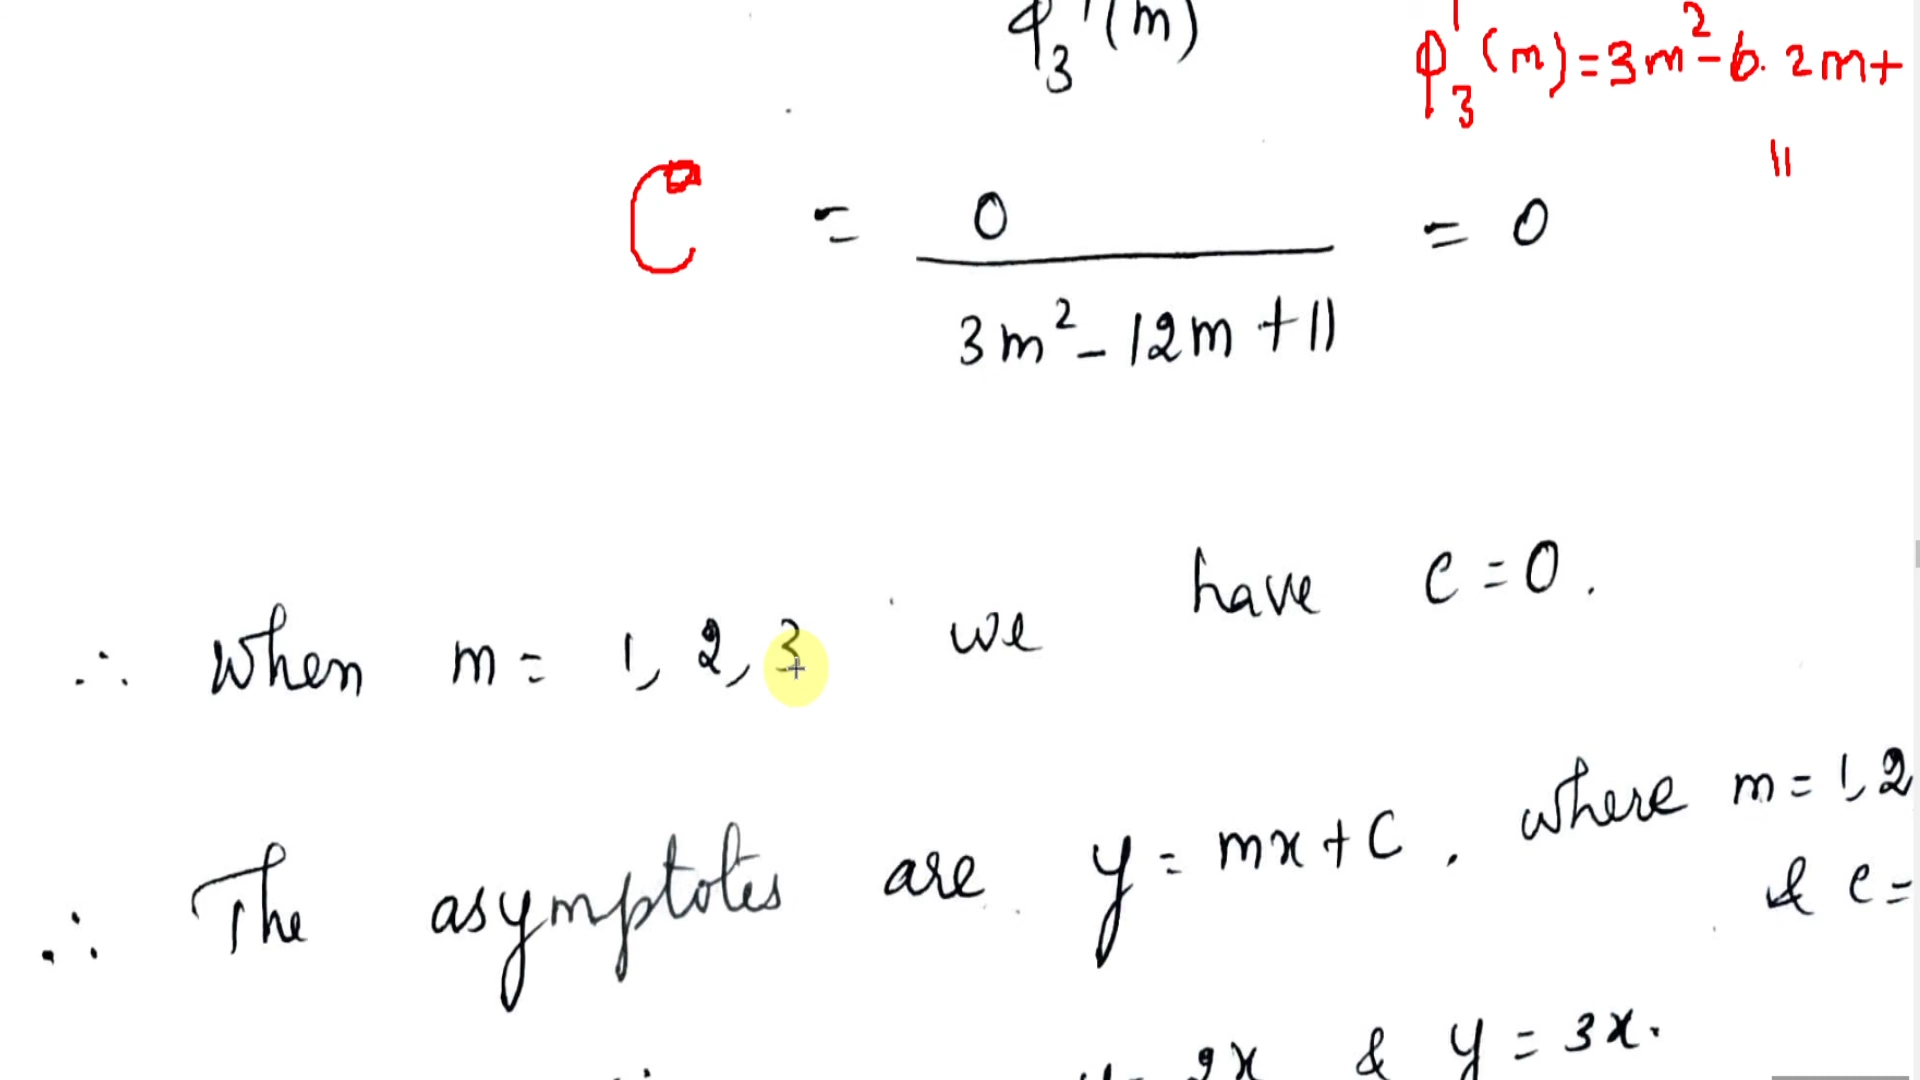 ϕ₃'(m)
ϕ₃'(m) = 3m² - 6. 2m +
11
C = 0 / 3m² - 12m + 11 = 0
∴ when m = 1, 2, 3 we have c = 0.
∴ The asymptotes are y = mx + C, where m = 1, 2
& c =
y = 2x & y = 3x.